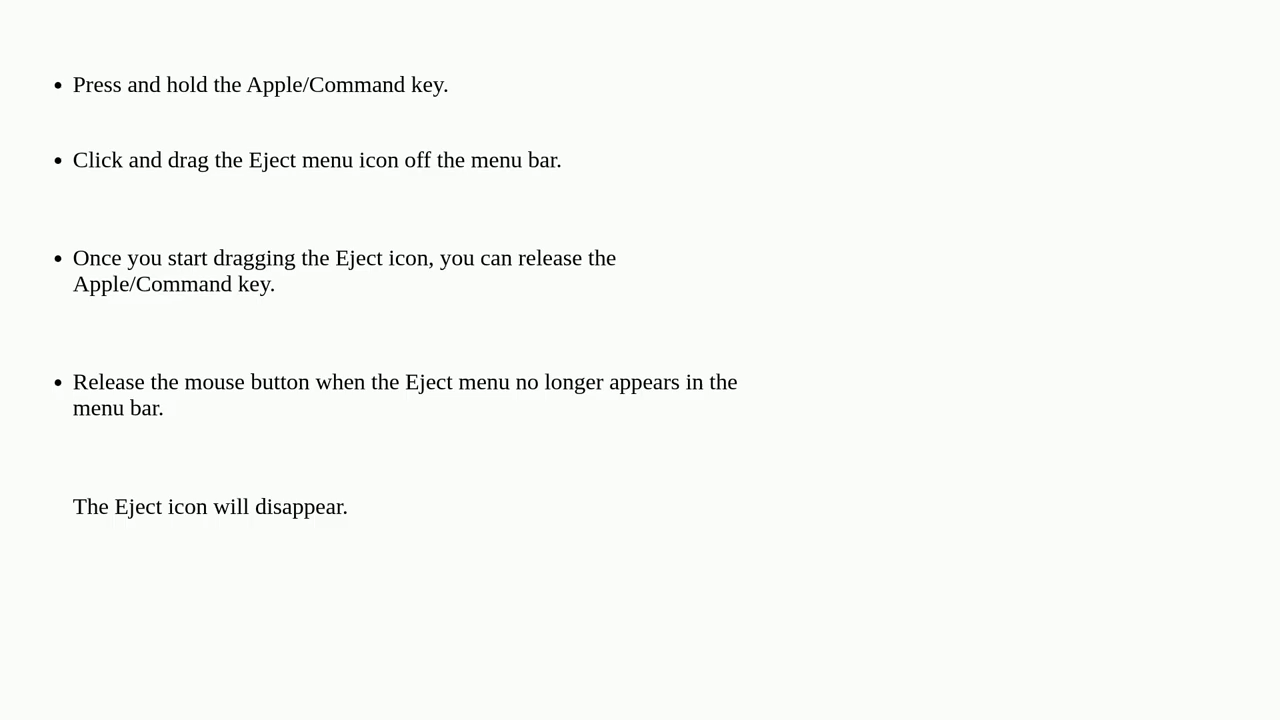 • Press and hold the Apple/Command key.
• Click and drag the Eject menu icon off the menu bar.
• Once you start dragging the Eject icon, you can release the
Apple/Command key.
• Release the mouse button when the Eject menu no longer appears in the
menu bar.
The Eject icon will disappear.